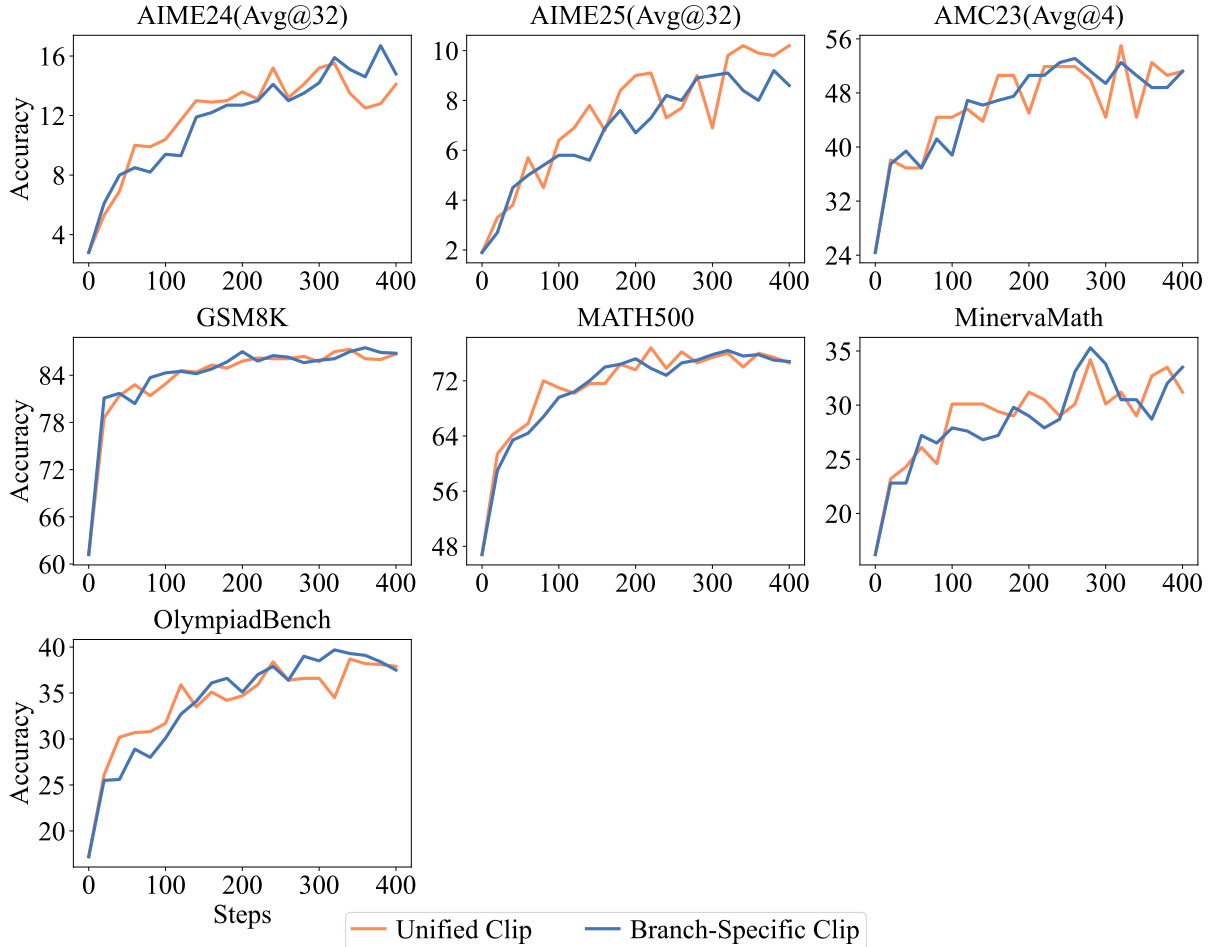 AIME24(Avg@32)
AIME25(Avg@32)
AMC23(Avg@4)
Accuracy
16
12
8
4
0 100 200 300 400
10
8
6
4
2
0 100 200 300 400
56
48
40
32
24
0 100 200 300 400
GSM8K
MATH500
MinervaMath
Accuracy
84
78
72
66
60
0 100 200 300 400
72
64
56
48
0 100 200 300 400
35
30
25
20
0 100 200 300 400
OlympiadBench
Accuracy
40
35
30
25
20
0 100 200 300 400
Steps
Unified Clip
Branch-Specific Clip